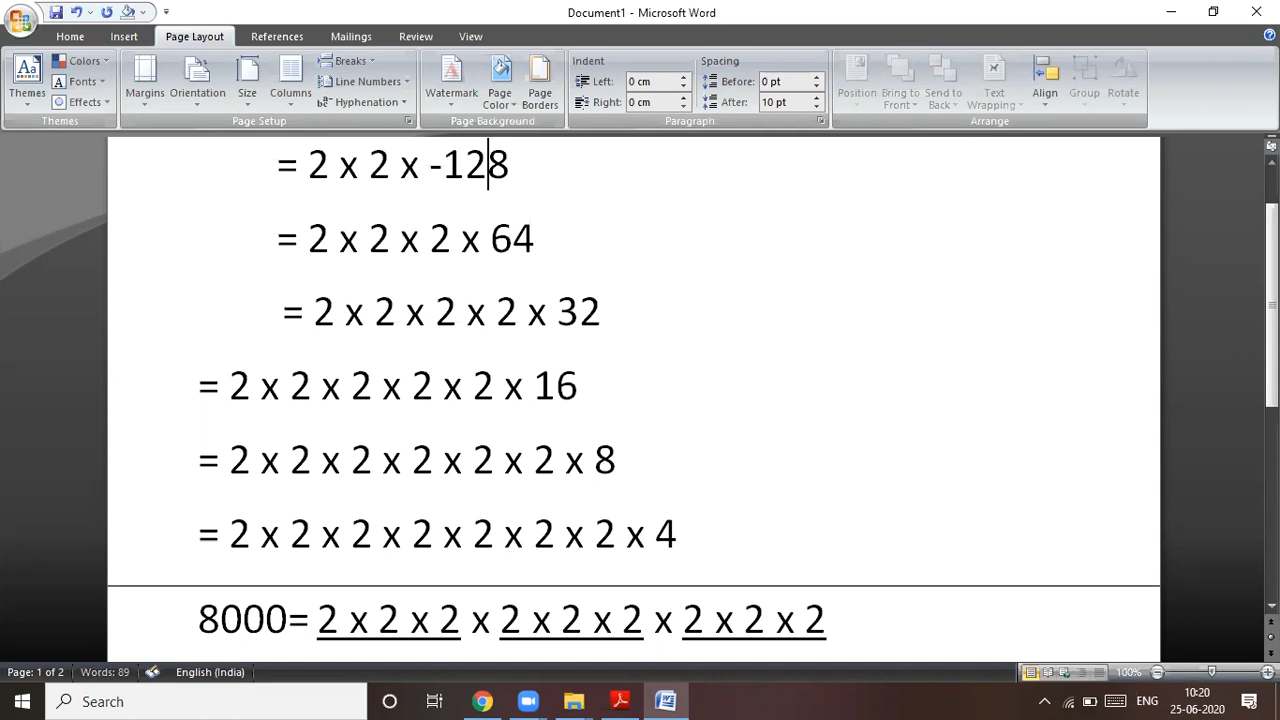 Document1 - Microsoft Word
Home Insert Page Layout References Mailings Review View
Themes Colors Fonts Effects Themes
Margins Orientation Size Columns Breaks Line Numbers Hyphenation Page Setup
Watermark Page Color Page Borders Page Background
Indent Left: 0 cm Right: 0 cm Spacing Before: 0 pt After: 10 pt Paragraph
Position Bring to Front Send to Back Text Wrapping Align Group Rotate Arrange
= 2 x 2 x -128
= 2 x 2 x 2 x 64
= 2 x 2 x 2 x 2 x 32
= 2 x 2 x 2 x 2 x 2 x 16
= 2 x 2 x 2 x 2 x 2 x 2 x 8
= 2 x 2 x 2 x 2 x 2 x 2 x 2 x 4
8000= 2 x 2 x 2 x 2 x 2 x 2 x 2 x 2 x 2
Page: 1 of 2 Words: 89 English (India) 100%
Search ENG 10:20
25-06-2020